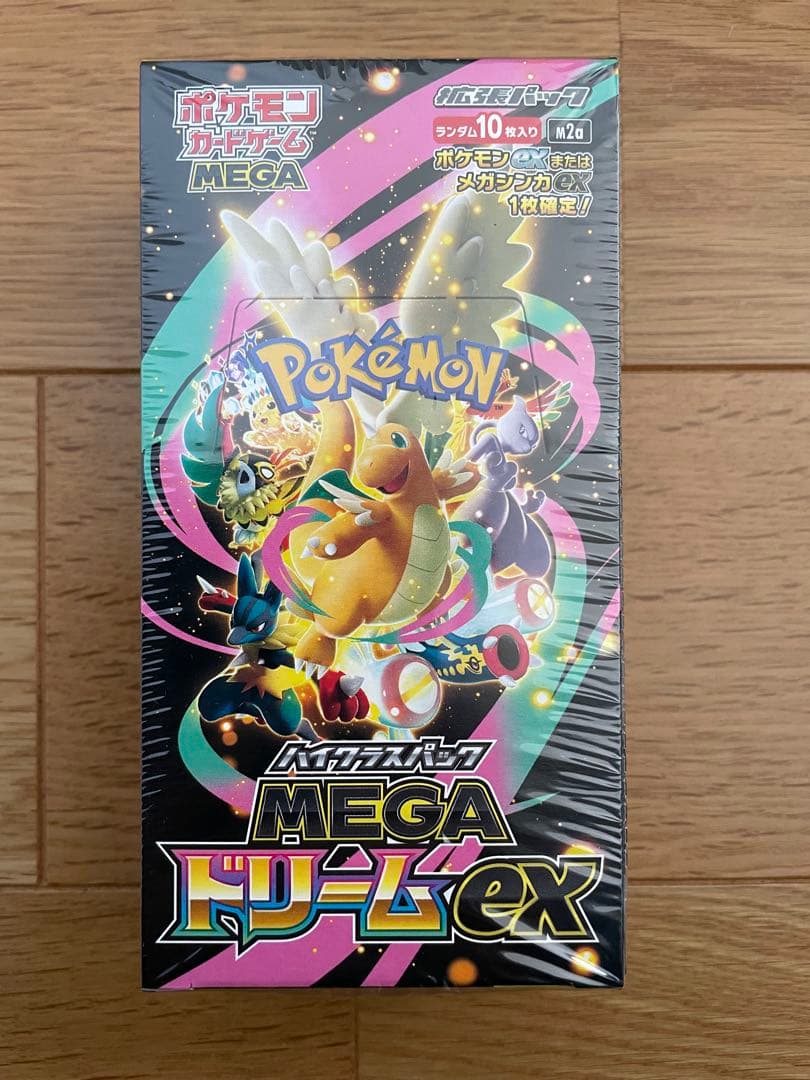 ポケモン
カードゲーム™
MEGA
拡張パック
ランダム10枚入り
M2a
ポケモンexまたは
メガシンカex
1枚確定!
POKéMON™
ハイクラスパック
MEGA
ドリームex